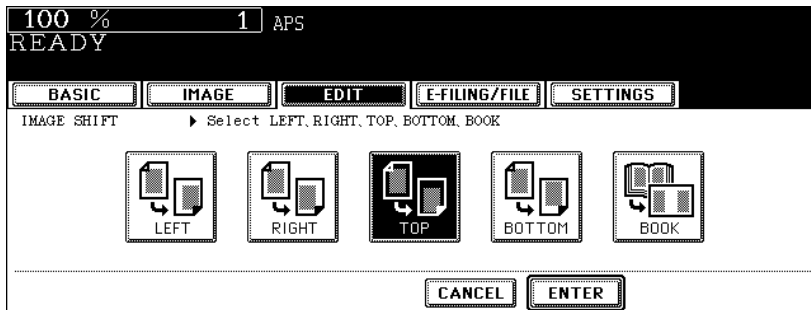 100 % 1 APS
READY
BASIC IMAGE EDIT E-FILING/FILE SETTINGS
IMAGE SHIFT ▶ Select LEFT, RIGHT, TOP, BOTTOM, BOOK
LEFT RIGHT TOP BOTTOM BOOK
CANCEL ENTER